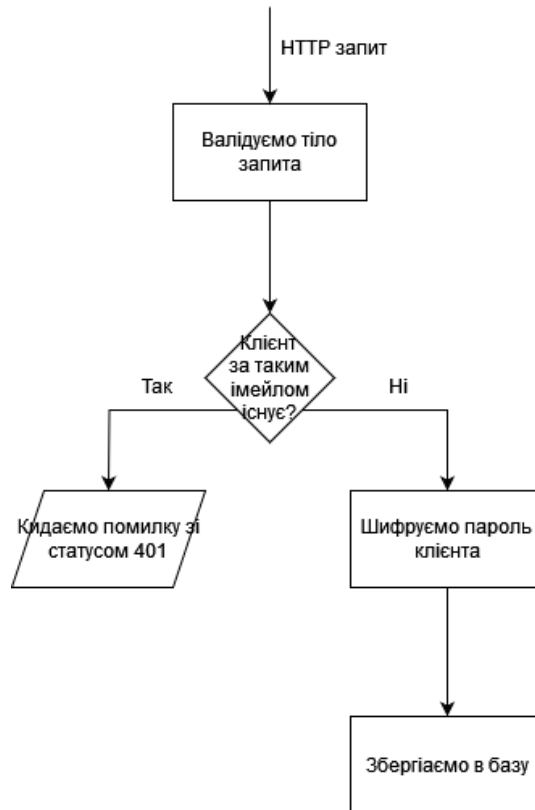 HTTP запит
Валідуємо тіло
запита
Клієнт
за таким
імейлом
існує?
Так
Ні
Кидаємо помилку зі
статусом 401
Шифруємо пароль
клієнта
Збергіаємо в базу